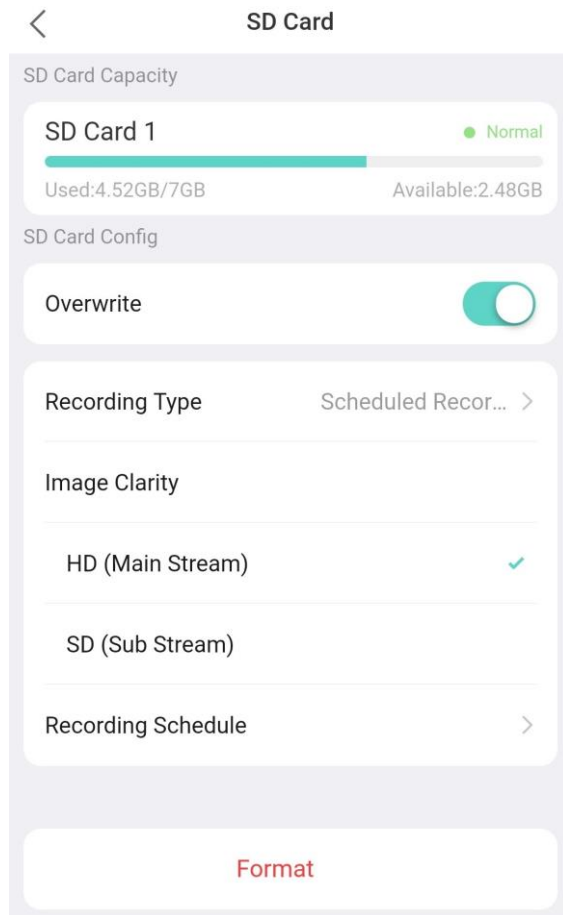 SD Card
SD Card Capacity
SD Card 1
Normal
Used:4.52GB/7GB
Available:2.48GB
SD Card Config
Overwrite
Recording Type
Scheduled Recor...
Image Clarity
HD (Main Stream)
SD (Sub Stream)
Recording Schedule
Format